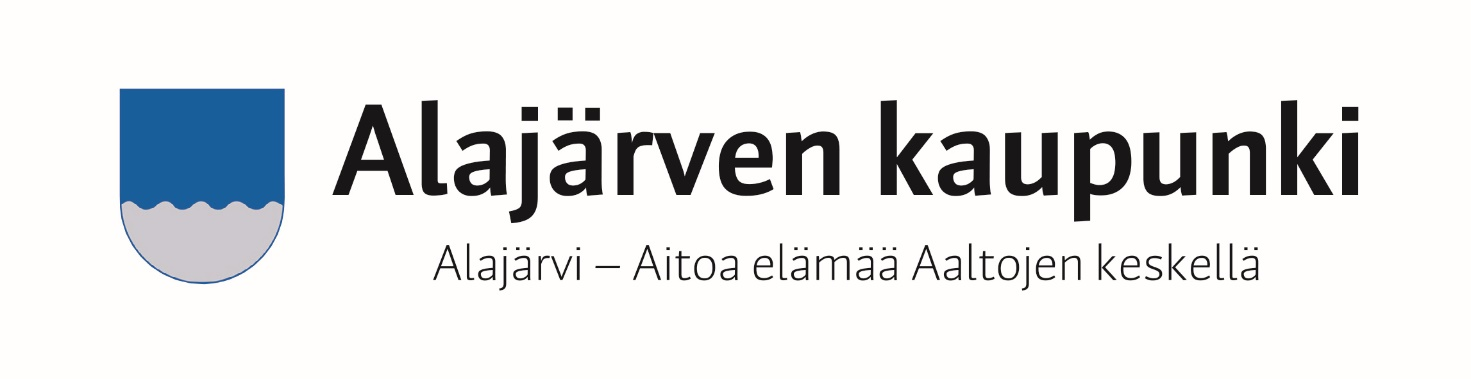 Alajärven kaupunki
Alajärvi – Aitoa elämää Aaltojen keskellä